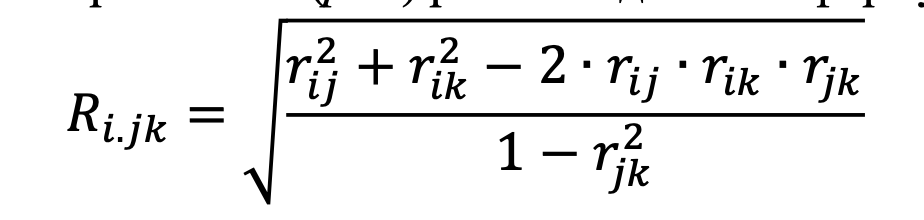 R_{i.jk} = \sqrt{\frac{r_{ij}^2 + r_{ik}^2 - 2 \cdot r_{ij} \cdot r_{ik} \cdot r_{jk}}{1 - r_{jk}^2}}